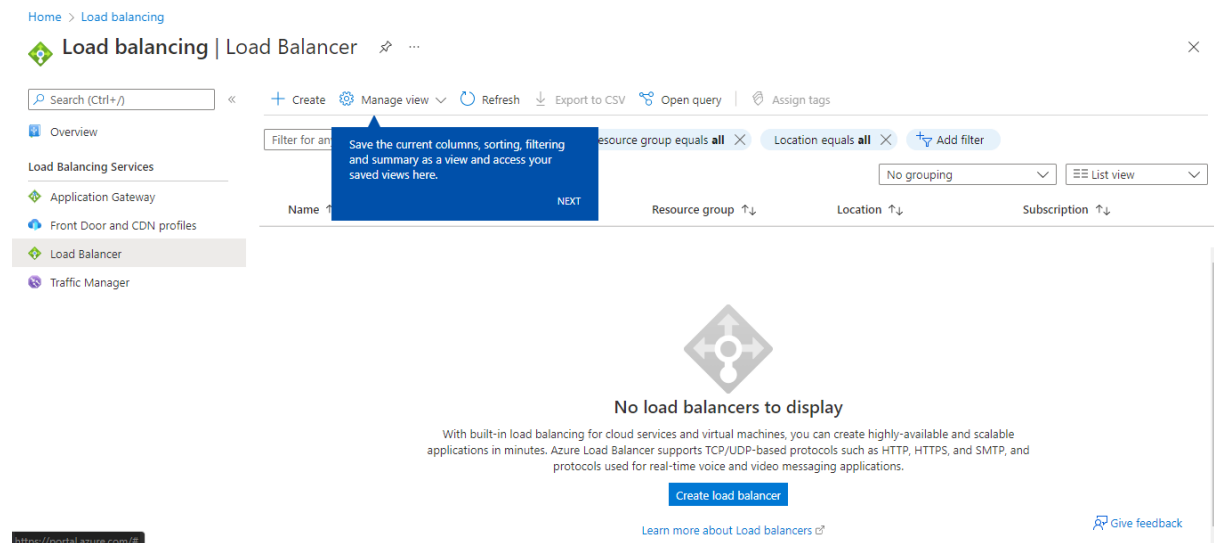 Home > Load balancing
Load balancing | Load Balancer ...
Search (Ctrl+/) «
Overview
Load Balancing Services
Application Gateway
Front Door and CDN profiles
Load Balancer
Traffic Manager
+ Create Manage view Refresh Export to CSV Open query Assign tags
Filter for an
Resource group equals all × Location equals all × Add filter
Save the current columns, sorting, filtering
and summary as a view and access your
saved views here.
NEXT
No grouping List view
Name ↑ Resource group ↑↓ Location ↑↓ Subscription ↑↓
No load balancers to display
With built-in load balancing for cloud services and virtual machines, you can create highly-available and scalable
applications in minutes. Azure Load Balancer supports TCP/UDP-based protocols such as HTTP, HTTPS, and SMTP, and
protocols used for real-time voice and video messaging applications.
Create load balancer
Learn more about Load balancers
Give feedback
https://portal.azure.com/#